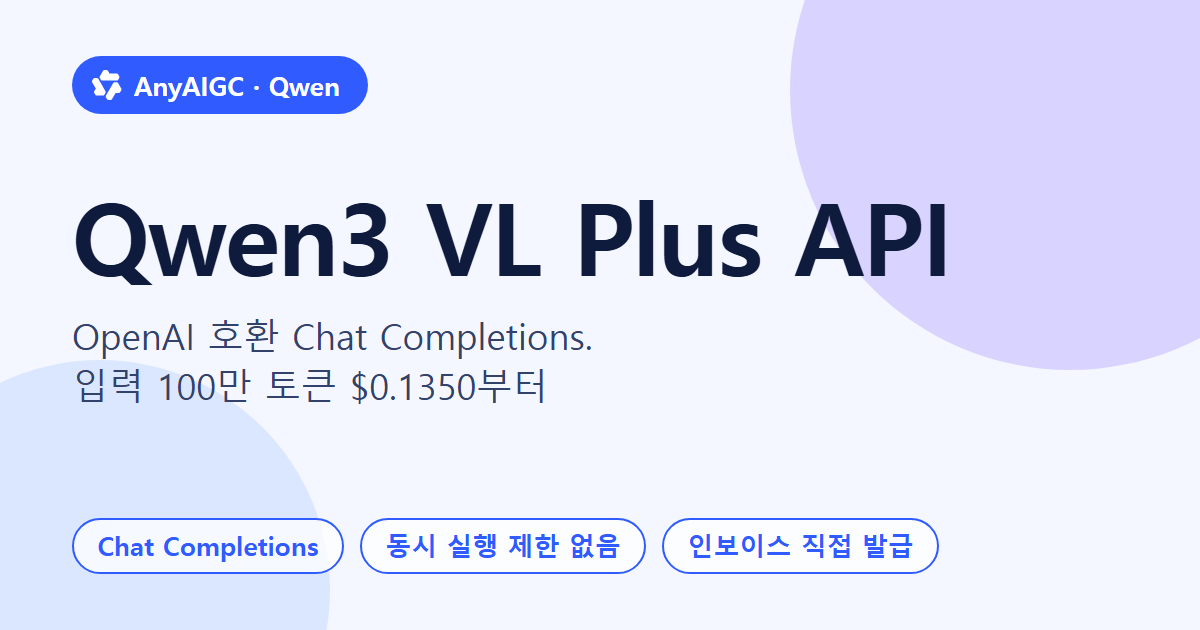 AnyAIGC · Qwen
Qwen3 VL Plus API
OpenAI 호환 Chat Completions.
입력 100만 토큰 $0.1350부터
Chat Completions
동시 실행 제한 없음
인보이스 직접 발급